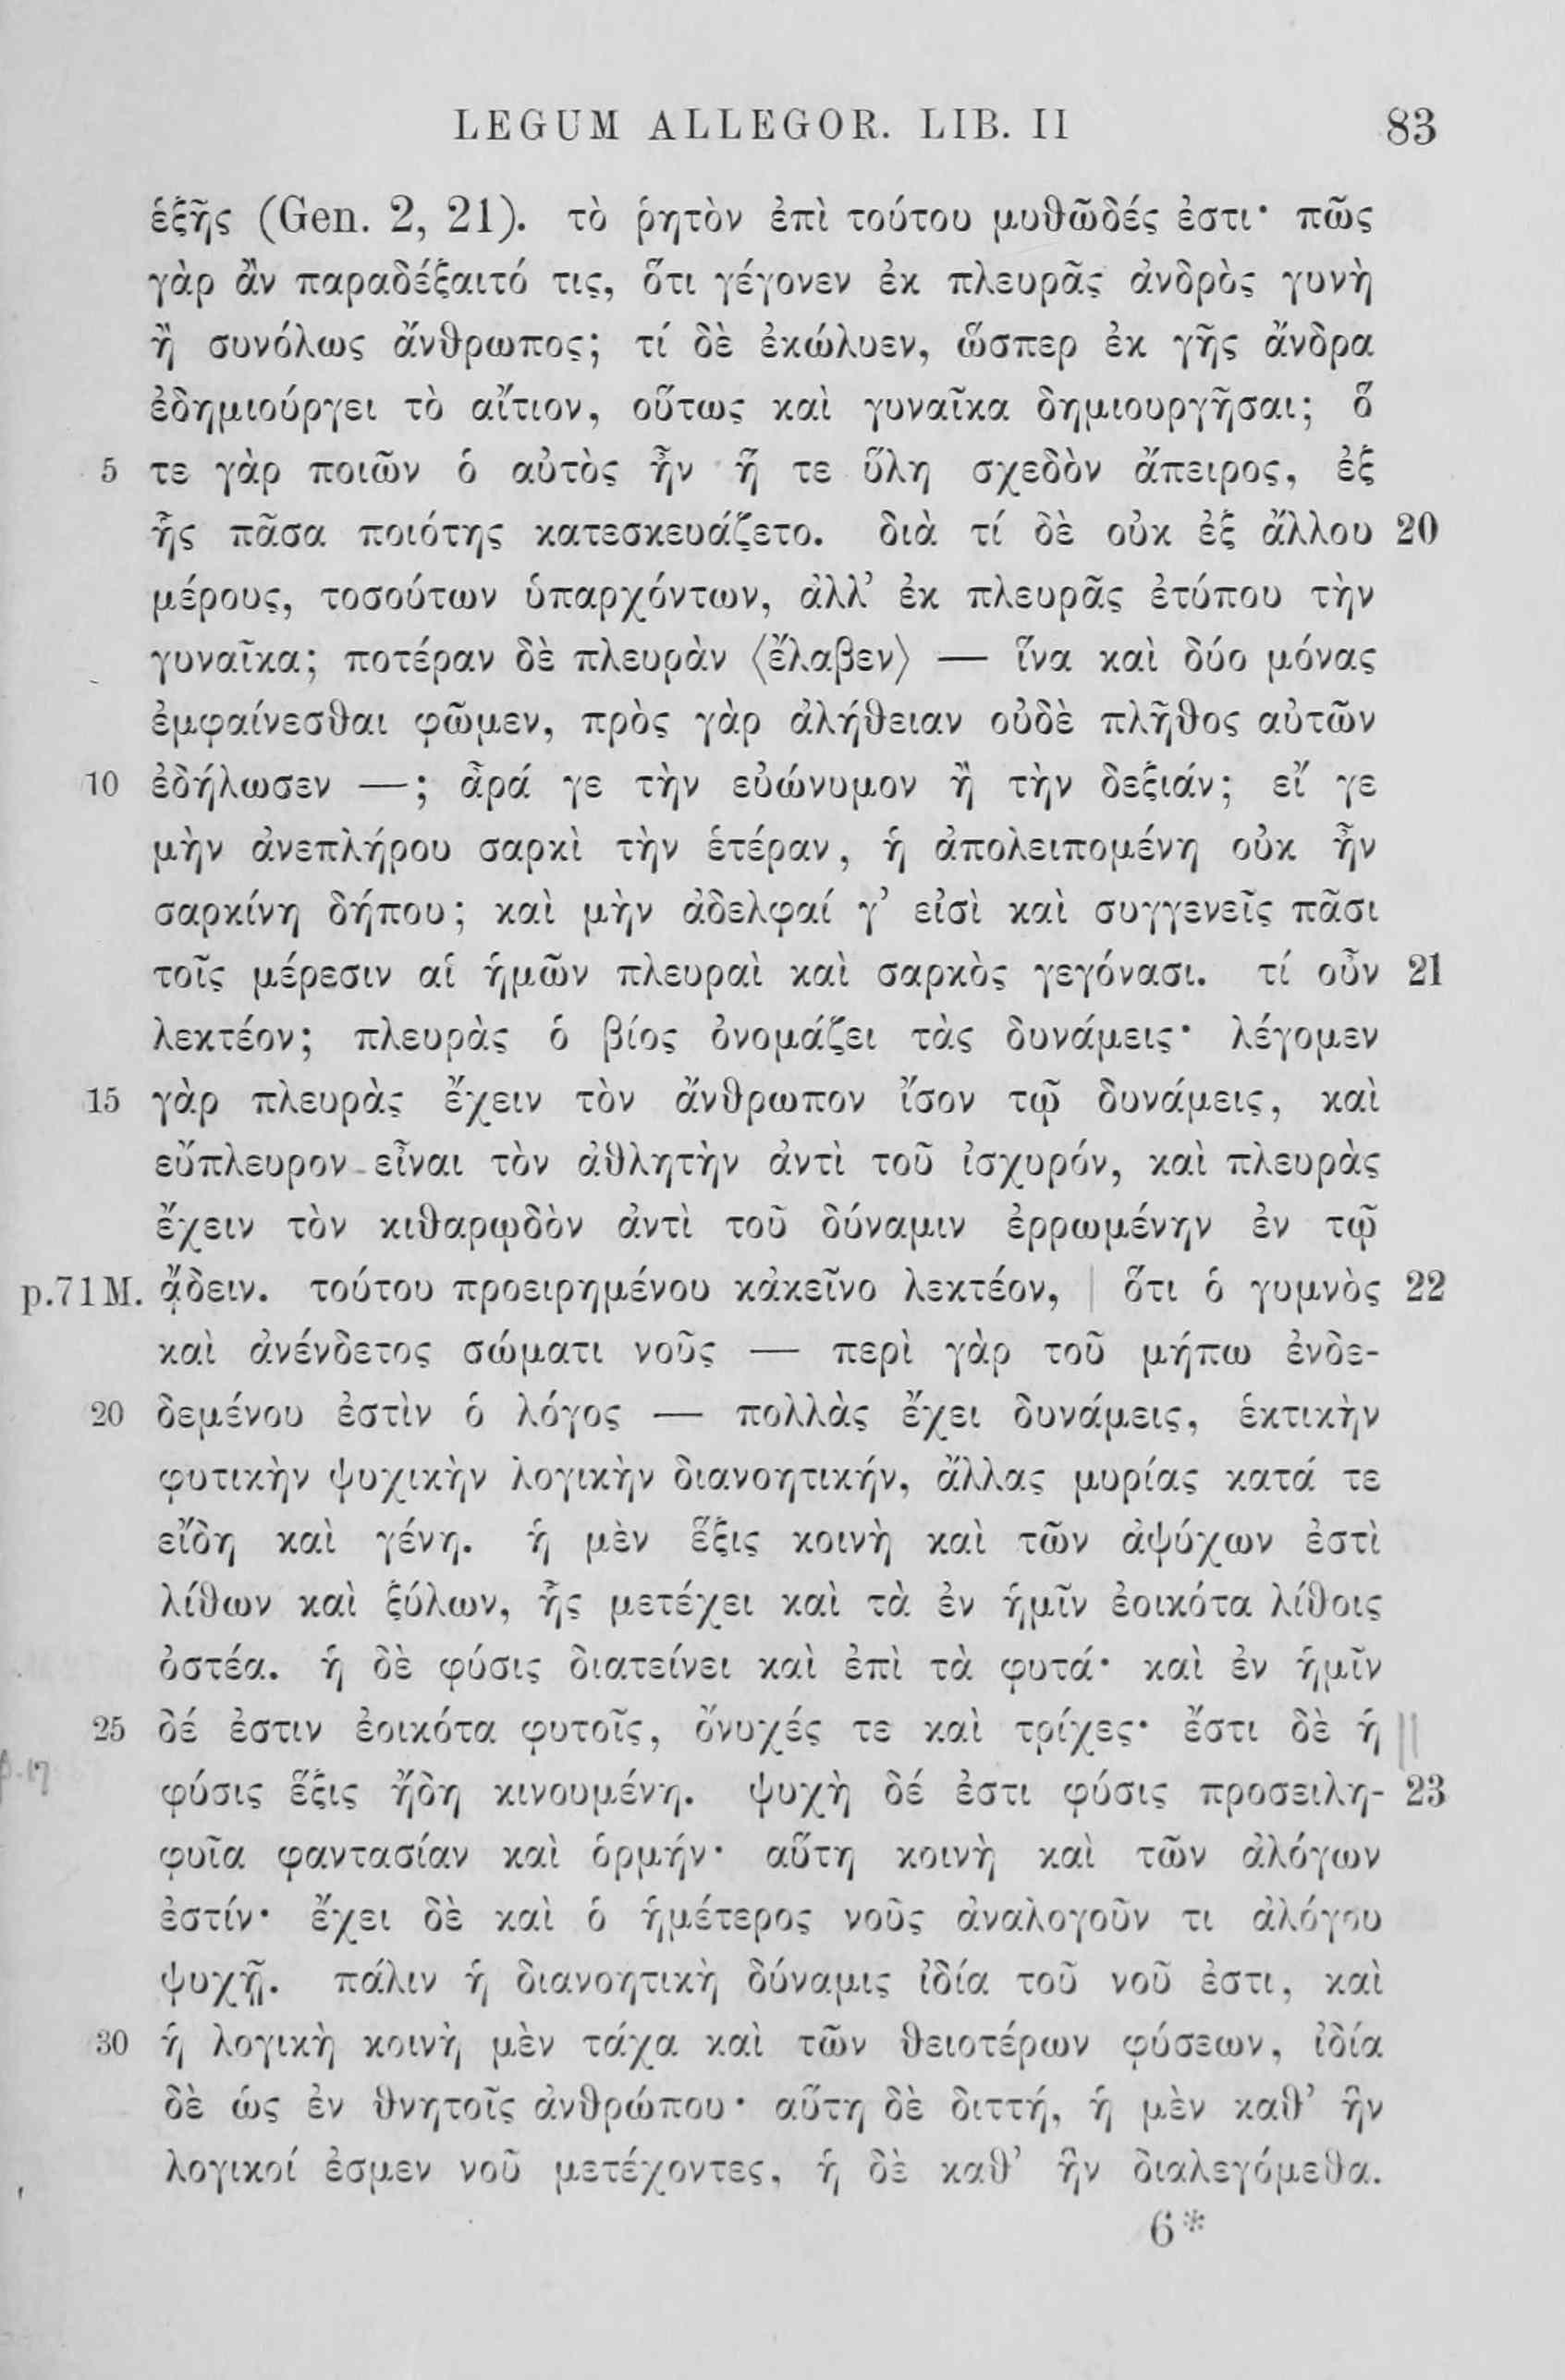 LEGUM ALLEGOR. LIB. II 83
ἑξῆς (Gen. 2, 21). τὸ ῥητὸν ἐπὶ τούτου μυθῶδές ἐστι· πῶς
γὰρ ἂν παραδέξαιτό τις, ὅτι γέγονεν ἐκ πλευρᾶς ἀνδρὸς γυνὴ
ἢ συνόλως ἄνθρωπος; τί δὲ ἐκώλυεν, ὥσπερ ἐκ γῆς ἄνδρα
ἐδημιούργει τὸ αἴτιον, οὕτως καὶ γυναῖκα δημιουργῆσαι; ὅ
5 τε γὰρ ποιῶν ὁ αὐτὸς ἦν ἥ τε ὕλη σχεδὸν ἄπειρος, ἐξ
ἧς πᾶσα ποιότης κατεσκευάζετο. διὰ τί δὲ οὐκ ἐξ ἄλλου 20
μέρους, τοσούτων ὑπαρχόντων, ἀλλ’ ἐκ πλευρᾶς ἐτύπου τὴν
γυναῖκα; ποτέραν δὲ πλευρὰν ⟨ἔλαβεν⟩ — ἵνα καὶ δύο μόνας
ἐμφαίνεσθαι φῶμεν, πρὸς γὰρ ἀλήθειαν οὐδὲ πλῆθος αὐτῶν
10 ἐδήλωσεν —; ἆρά γε τὴν εὐώνυμον ἢ τὴν δεξιάν; εἴ γε
μὴν ἀνεπλήρου σαρκὶ τὴν ἑτέραν, ἡ ἀπολειπομένη οὐκ ἦν
σαρκίνη δήπου; καὶ μὴν ἀδελφαί γ’ εἰσὶ καὶ συγγενεῖς πᾶσι
τοῖς μέρεσιν αἱ ἡμῶν πλευραὶ καὶ σαρκὸς γεγόνασι. τί οὖν 21
λεκτέον; πλευρὰς ὁ βίος ὀνομάζει τὰς δυνάμεις· λέγομεν
15 γὰρ πλευρὰς ἔχειν τὸν ἄνθρωπον ἴσον τῷ δυνάμεις, καὶ
εὔπλευρον εἶναι τὸν ἀθλητὴν ἀντὶ τοῦ ἰσχυρόν, καὶ πλευρὰς
ἔχειν τὸν κιθαρῳδὸν ἀντὶ τοῦ δύναμιν ἐρρωμένην ἐν τῷ
p.71M. ᾄδειν. τούτου προειρημένου κἀκεῖνο λεκτέον, | ὅτι ὁ γυμνὸς 22
καὶ ἀνένδετος σώματι νοῦς — περὶ γὰρ τοῦ μήπω ἐνδε-
20 δεμένου ἐστὶν ὁ λόγος — πολλὰς ἔχει δυνάμεις, ἑκτικὴν
φυτικὴν ψυχικὴν λογικὴν διανοητικήν, ἄλλας μυρίας κατά τε
εἴδη καὶ γένη. ἡ μὲν ἕξις κοινὴ καὶ τῶν ἀψύχων ἐστὶ
λίθων καὶ ξύλων, ἧς μετέχει καὶ τὰ ἐν ἡμῖν ἐοικότα λίθοις
ὀστέα. ἡ δὲ φύσις διατείνει καὶ ἐπὶ τὰ φυτά· καὶ ἐν ἡμῖν
25 δέ ἐστιν ἐοικότα φυτοῖς, ὄνυχές τε καὶ τρίχες· ἔστι δὲ ἡ
φύσις ἕξις ἤδη κινουμένη. ψυχὴ δέ ἐστι φύσις προσειλη- 23
φυῖα φαντασίαν καὶ ὁρμήν· αὕτη κοινὴ καὶ τῶν ἀλόγων
ἐστίν· ἔχει δὲ καὶ ὁ ἡμέτερος νοῦς ἀναλογοῦν τι ἀλόγου
ψυχῇ. πάλιν ἡ διανοητικὴ δύναμις ἰδία τοῦ νοῦ ἐστι, καὶ
30 ἡ λογικὴ κοινὴ μὲν τάχα καὶ τῶν θειοτέρων φύσεων, ἰδία
δὲ ὡς ἐν θνητοῖς ἀνθρώπου· αὕτη δὲ διττή, ἡ μὲν καθ’ ἣν
λογικοί ἐσμεν νοῦ μετέχοντες, ἡ δὲ καθ’ ἣν διαλεγόμεθα.
6*